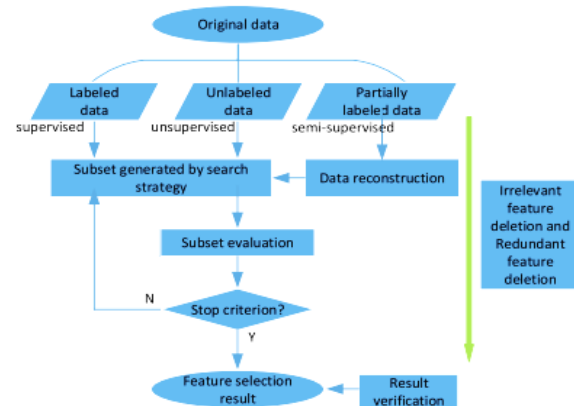 Original data
Labeled
data
Unlabeled
data
Partially
labeled data
supervised
unsupervised
semi-supervised
Subset generated by search
strategy
Data reconstruction
Irrelevant
feature
deletion and
Redundant
feature
deletion
Subset evaluation
N
Stop criterion?
Y
Feature selection
result
Result
verification